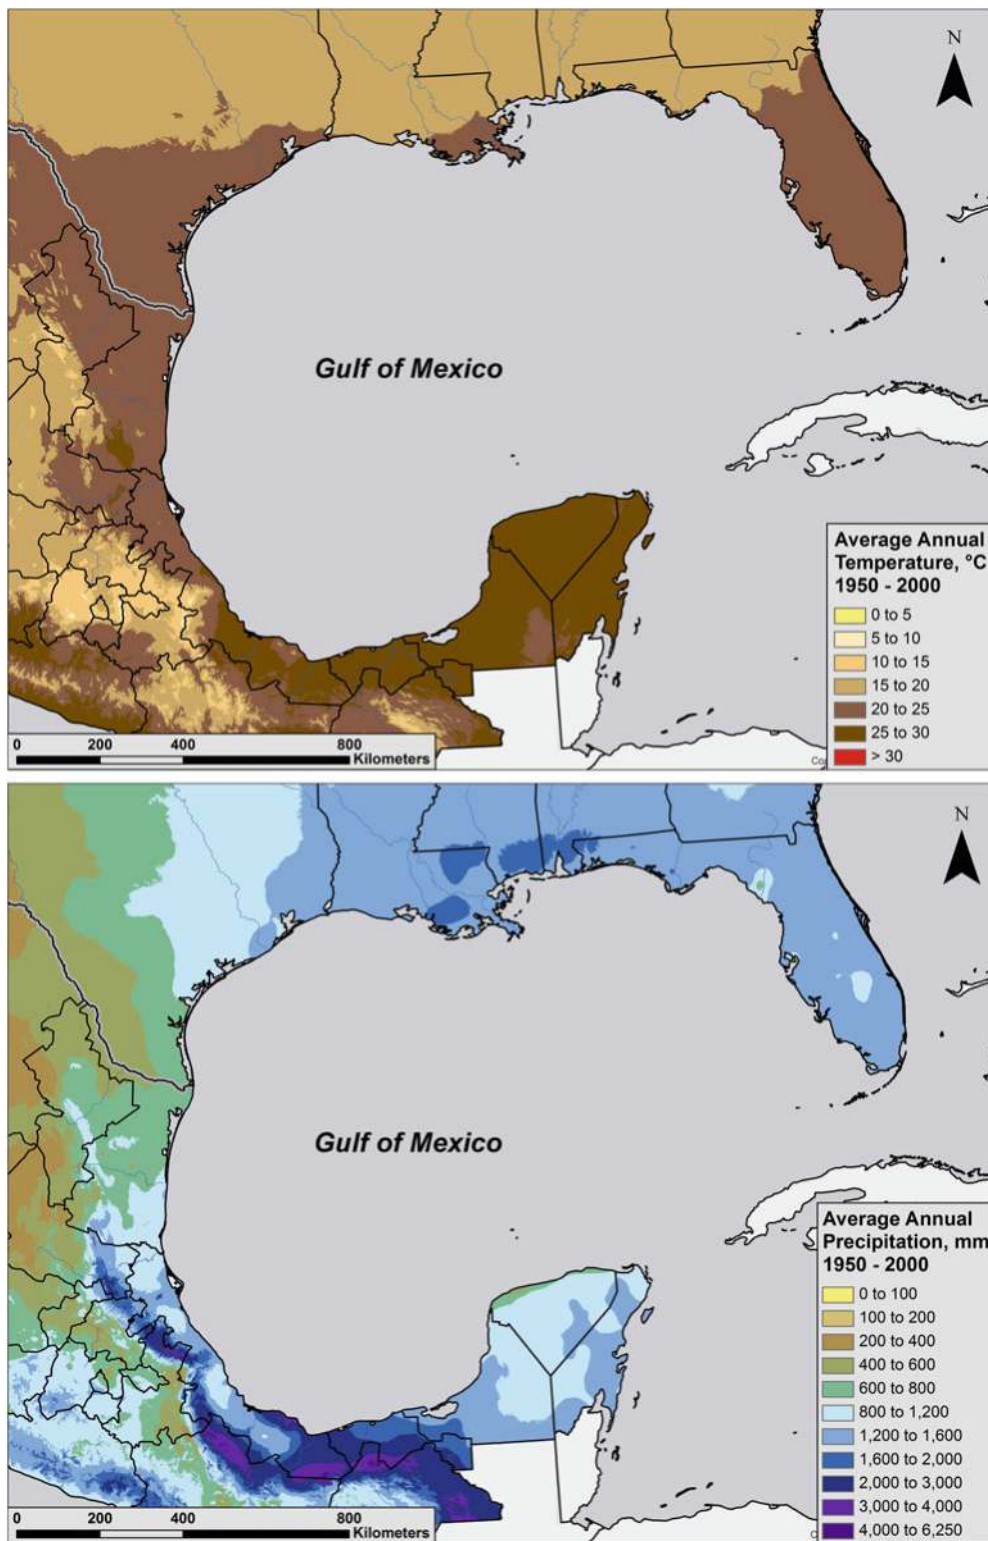 N
Gulf of Mexico
Average Annual
Temperature, °C
1950 - 2000
0 to 5
5 to 10
10 to 15
15 to 20
20 to 25
25 to 30
> 30
0 200 400 800
Kilometers
Co
N
Gulf of Mexico
Average Annual
Precipitation, mm
1950 - 2000
0 to 100
100 to 200
200 to 400
400 to 600
600 to 800
800 to 1,200
1,200 to 1,600
1,600 to 2,000
2,000 to 3,000
3,000 to 4,000
4,000 to 6,250
0 200 400 800
Kilometers